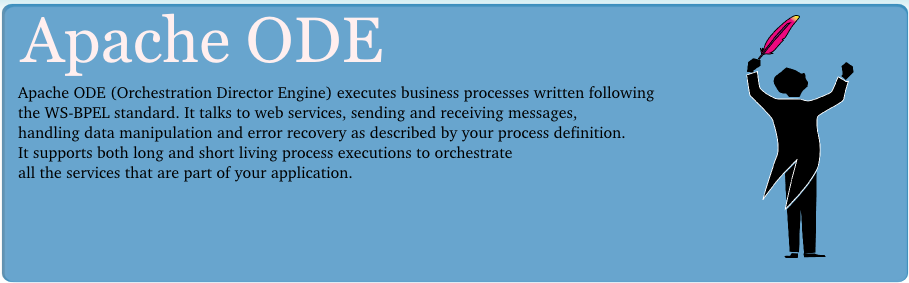 Apache ODE
Apache ODE (Orchestration Director Engine) executes business processes written following
the WS-BPEL standard. It talks to web services, sending and receiving messages,
handling data manipulation and error recovery as described by your process definition.
It supports both long and short living process executions to orchestrate
all the services that are part of your application.